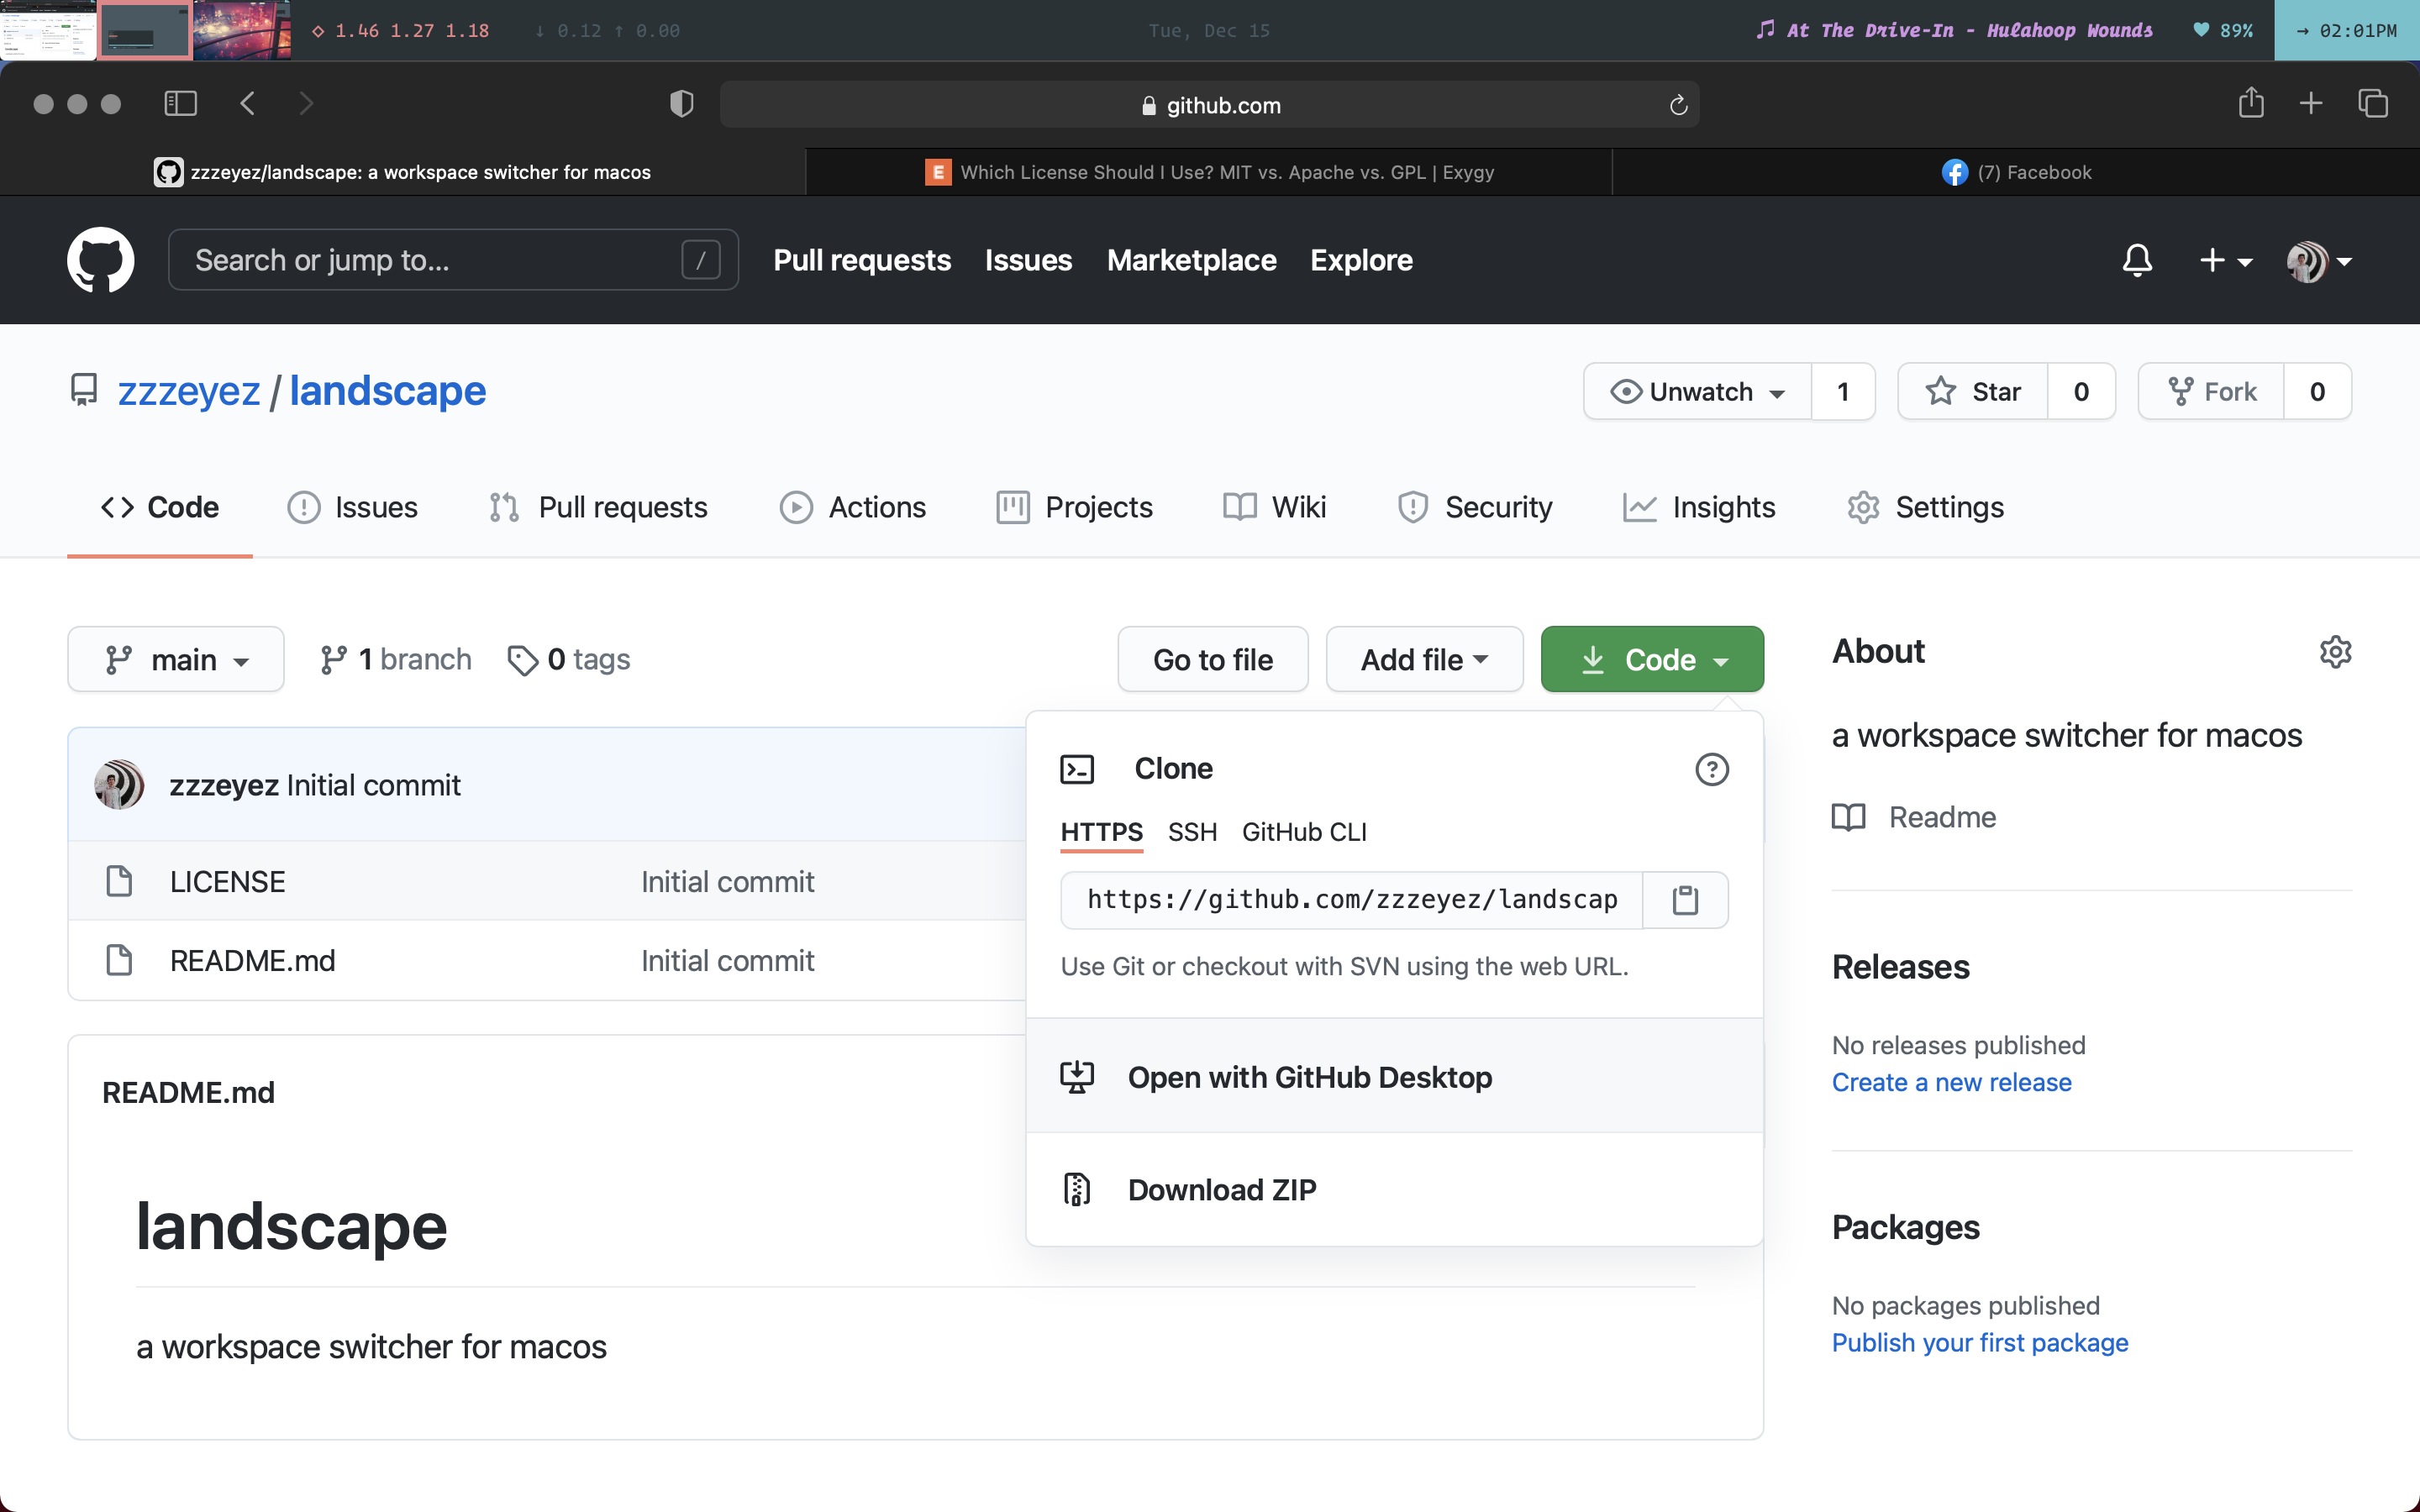 ◇ 1.46 1.27 1.18 ↓ 0.12 ↑ 0.00 Tue, Dec 15 At The Drive-In - Hulahoop Wounds 89% → 02:01PM
github.com
zzzeyez/landscape: a workspace switcher for macos
Which License Should I Use? MIT vs. Apache vs. GPL | Exygy
(7) Facebook
Search or jump to... /
Pull requests Issues Marketplace Explore
zzzeyez / landscape
Unwatch 1 Star 0 Fork 0
Code Issues Pull requests Actions Projects Wiki Security Insights Settings
main 1 branch 0 tags Go to file Add file Code
zzzeyez Initial commit
LICENSE Initial commit
README.md Initial commit
Clone
HTTPS SSH GitHub CLI
https://github.com/zzzeyez/landscap
Use Git or checkout with SVN using the web URL.
Open with GitHub Desktop
Download ZIP
README.md
landscape
a workspace switcher for macos
About
a workspace switcher for macos
Readme
Releases
No releases published
Create a new release
Packages
No packages published
Publish your first package